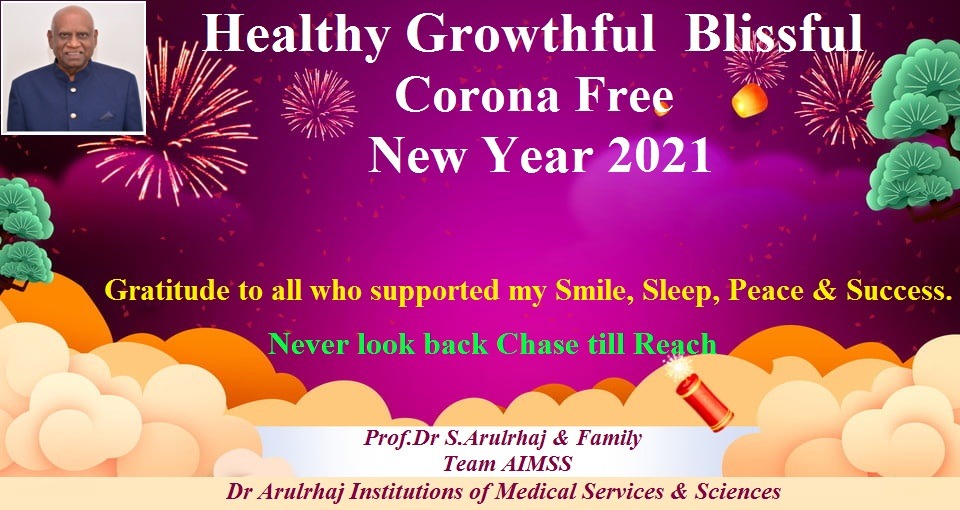 Healthy Growthful Blissful
Corona Free
New Year 2021
Gratitude to all who supported my Smile, Sleep, Peace & Success.
Never look back Chase till Reach
Prof.Dr S.Arulrhaj & Family
Team AIMSS
Dr Arulrhaj Institutions of Medical Services & Sciences